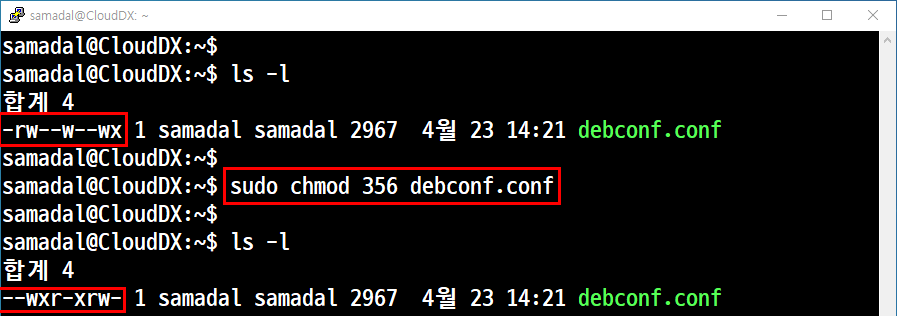 samadal@CloudDX: ~
samadal@CloudDX:~$
samadal@CloudDX:~$ ls -l
합계 4
-rw--w--wx 1 samadal samadal 2967  4월 23 14:21 debconf.conf
samadal@CloudDX:~$
samadal@CloudDX:~$ sudo chmod 356 debconf.conf
samadal@CloudDX:~$
samadal@CloudDX:~$ ls -l
합계 4
--wxr-xrw- 1 samadal samadal 2967  4월 23 14:21 debconf.conf